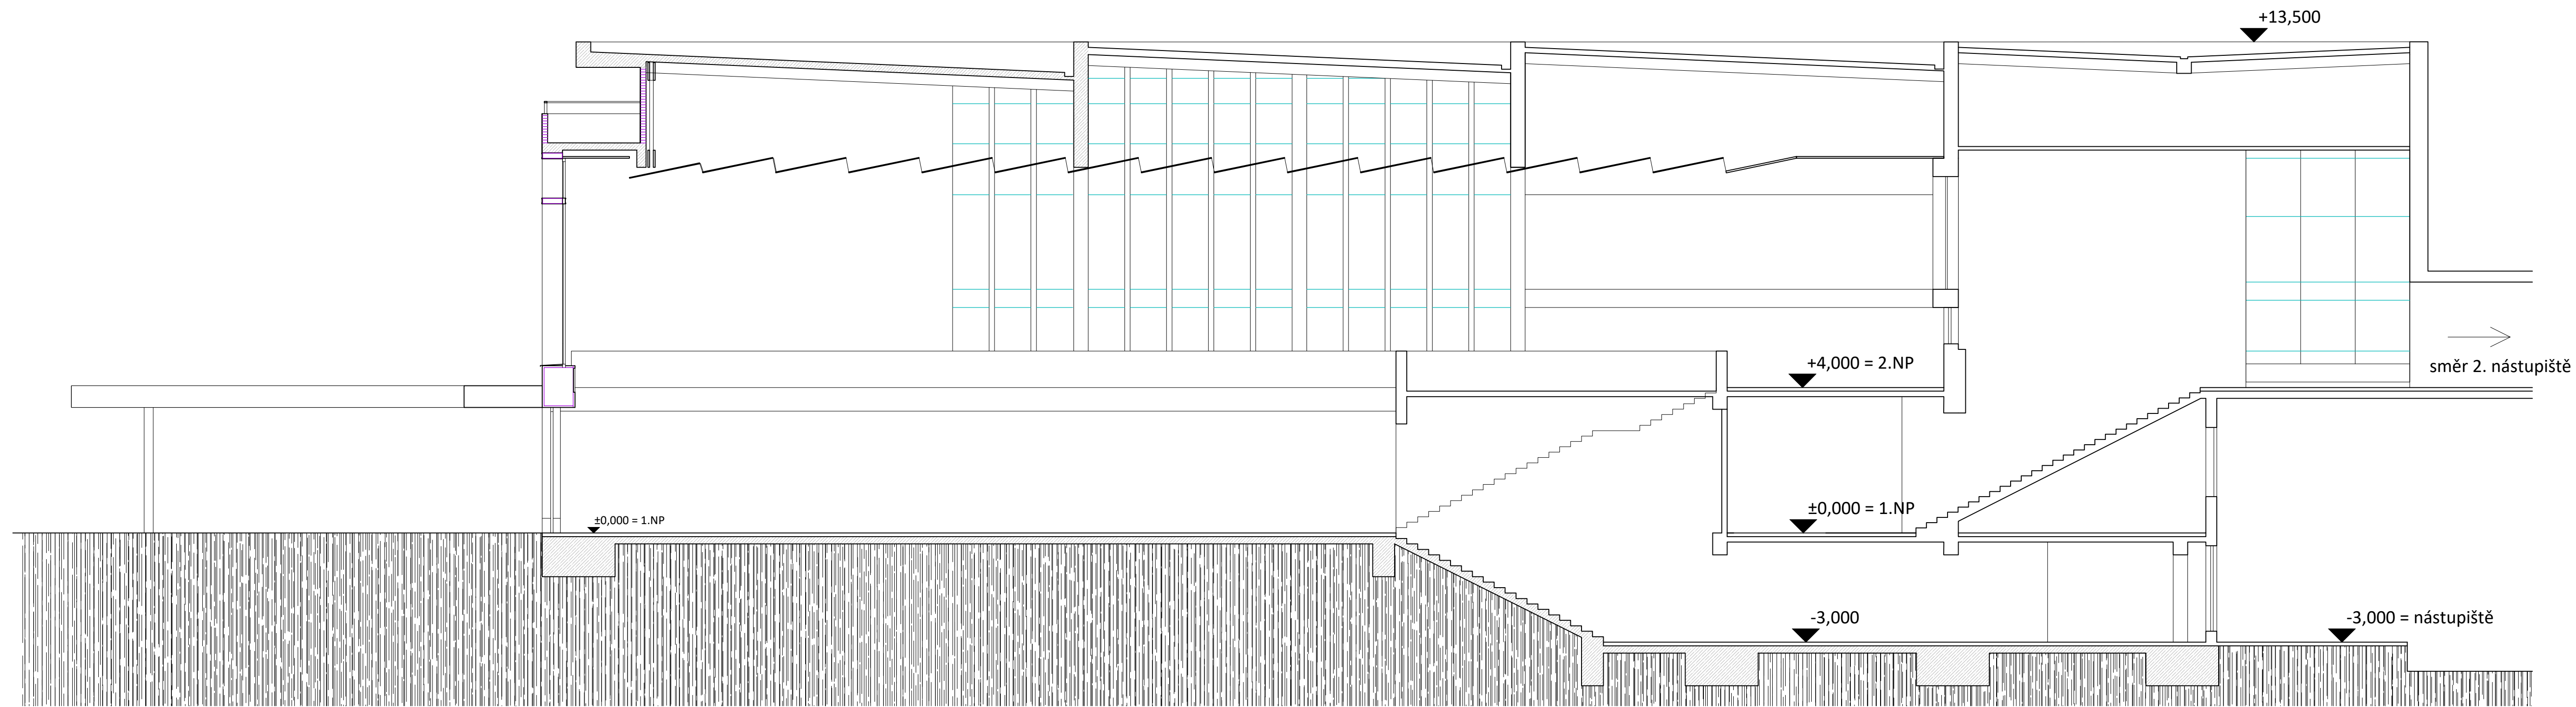 +13,500
+4,000 = 2.NP
směr 2. nástupiště
±0,000 = 1.NP
±0,000 = 1.NP
-3,000
-3,000 = nástupiště